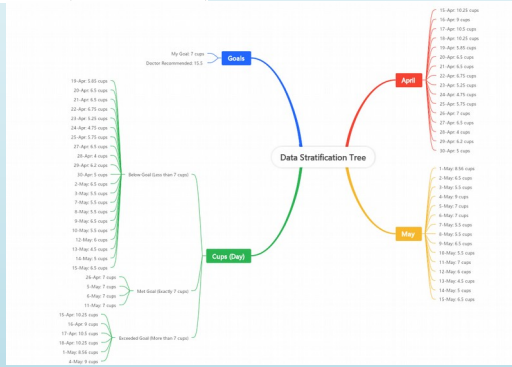 My Goal: 7 cups
Doctor Recommended: 15.5
Goals
19-Apr: 5.85 cups
20-Apr: 6.5 cups
21-Apr: 6.5 cups
22-Apr: 6.75 cups
23-Apr: 5.25 cups
24-Apr: 4.75 cups
25-Apr: 5.75 cups
27-Apr: 6.5 cups
28-Apr: 4 cups
29-Apr: 6.2 cups
30-Apr: 5 cups
2-May: 6.5 cups
3-May: 5.5 cups
7-May: 5.5 cups
8-May: 5.5 cups
9-May: 6.5 cups
10-May: 5.5 cups
12-May: 6 cups
13-May: 4.5 cups
14-May: 5 cups
15-May: 6.5 cups
Below Goal (Less than 7 cups)
26-Apr: 7 cups
5-May: 7 cups
6-May: 7 cups
11-May: 7 cups
Met Goal (Exactly 7 cups)
15-Apr: 10.25 cups
16-Apr: 9 cups
17-Apr: 10.5 cups
18-Apr: 10.25 cups
1-May: 8.56 cups
4-May: 9 cups
Exceeded Goal (More than 7 cups)
Cups (Day)
Data Stratification Tree
April
15-Apr: 10.25 cups
16-Apr: 9 cups
17-Apr: 10.5 cups
18-Apr: 10.25 cups
19-Apr: 5.85 cups
20-Apr: 6.5 cups
21-Apr: 6.5 cups
22-Apr: 6.75 cups
23-Apr: 5.25 cups
24-Apr: 4.75 cups
25-Apr: 5.75 cups
26-Apr: 7 cups
27-Apr: 6.5 cups
28-Apr: 4 cups
29-Apr: 6.2 cups
30-Apr: 5 cups
May
1-May: 8.56 cups
2-May: 6.5 cups
3-May: 5.5 cups
4-May: 9 cups
5-May: 7 cups
6-May: 7 cups
7-May: 5.5 cups
8-May: 5.5 cups
9-May: 6.5 cups
10-May: 5.5 cups
11-May: 7 cups
12-May: 6 cups
13-May: 4.5 cups
14-May: 5 cups
15-May: 6.5 cups